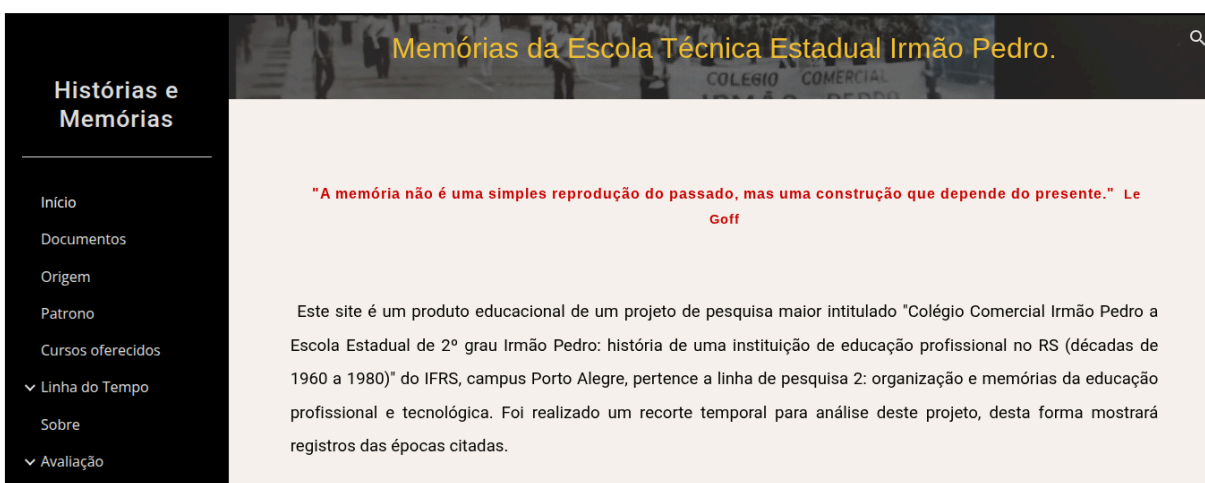 Memórias da Escola Técnica Estadual Irmão Pedro.
COLEGIO COMERCIAL
IRMÃO PEDRO
Histórias e
Memórias
Início
Documentos
Origem
Patrono
Cursos oferecidos
Linha do Tempo
Sobre
Avaliação
"A memória não é uma simples reprodução do passado, mas uma construção que depende do presente." Le
Goff
Este site é um produto educacional de um projeto de pesquisa maior intitulado "Colégio Comercial Irmão Pedro a
Escola Estadual de 2º grau Irmão Pedro: história de uma instituição de educação profissional no RS (décadas de
1960 a 1980)" do IFRS, campus Porto Alegre, pertence a linha de pesquisa 2: organização e memórias da educação
profissional e tecnológica. Foi realizado um recorte temporal para análise deste projeto, desta forma mostrará
registros das épocas citadas.